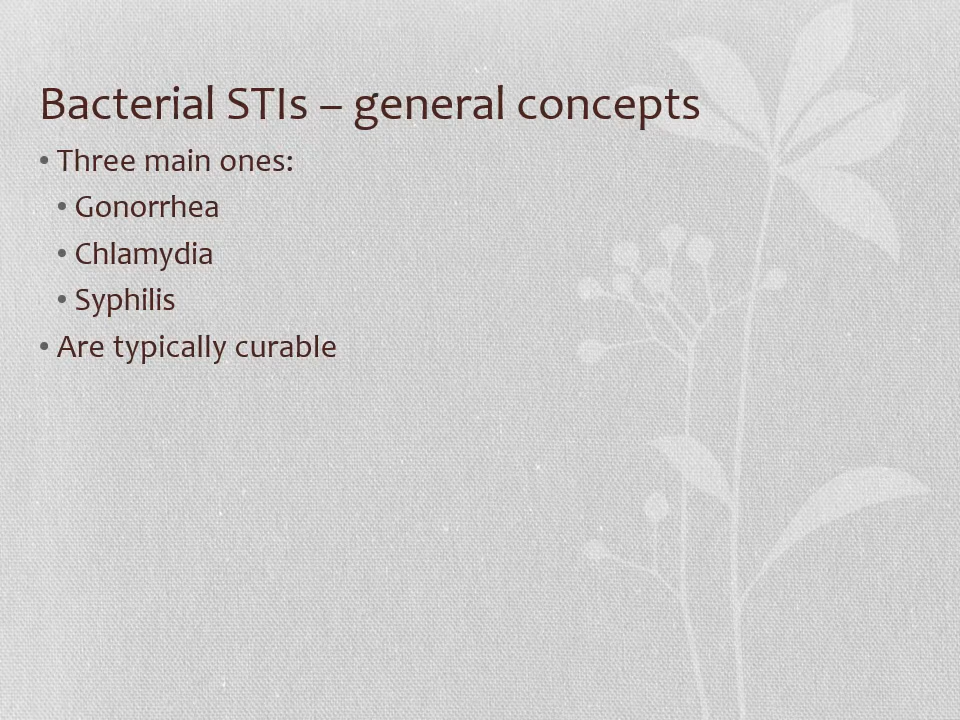 Bacterial STIs – general concepts
• Three main ones:
• Gonorrhea
• Chlamydia
• Syphilis
• Are typically curable